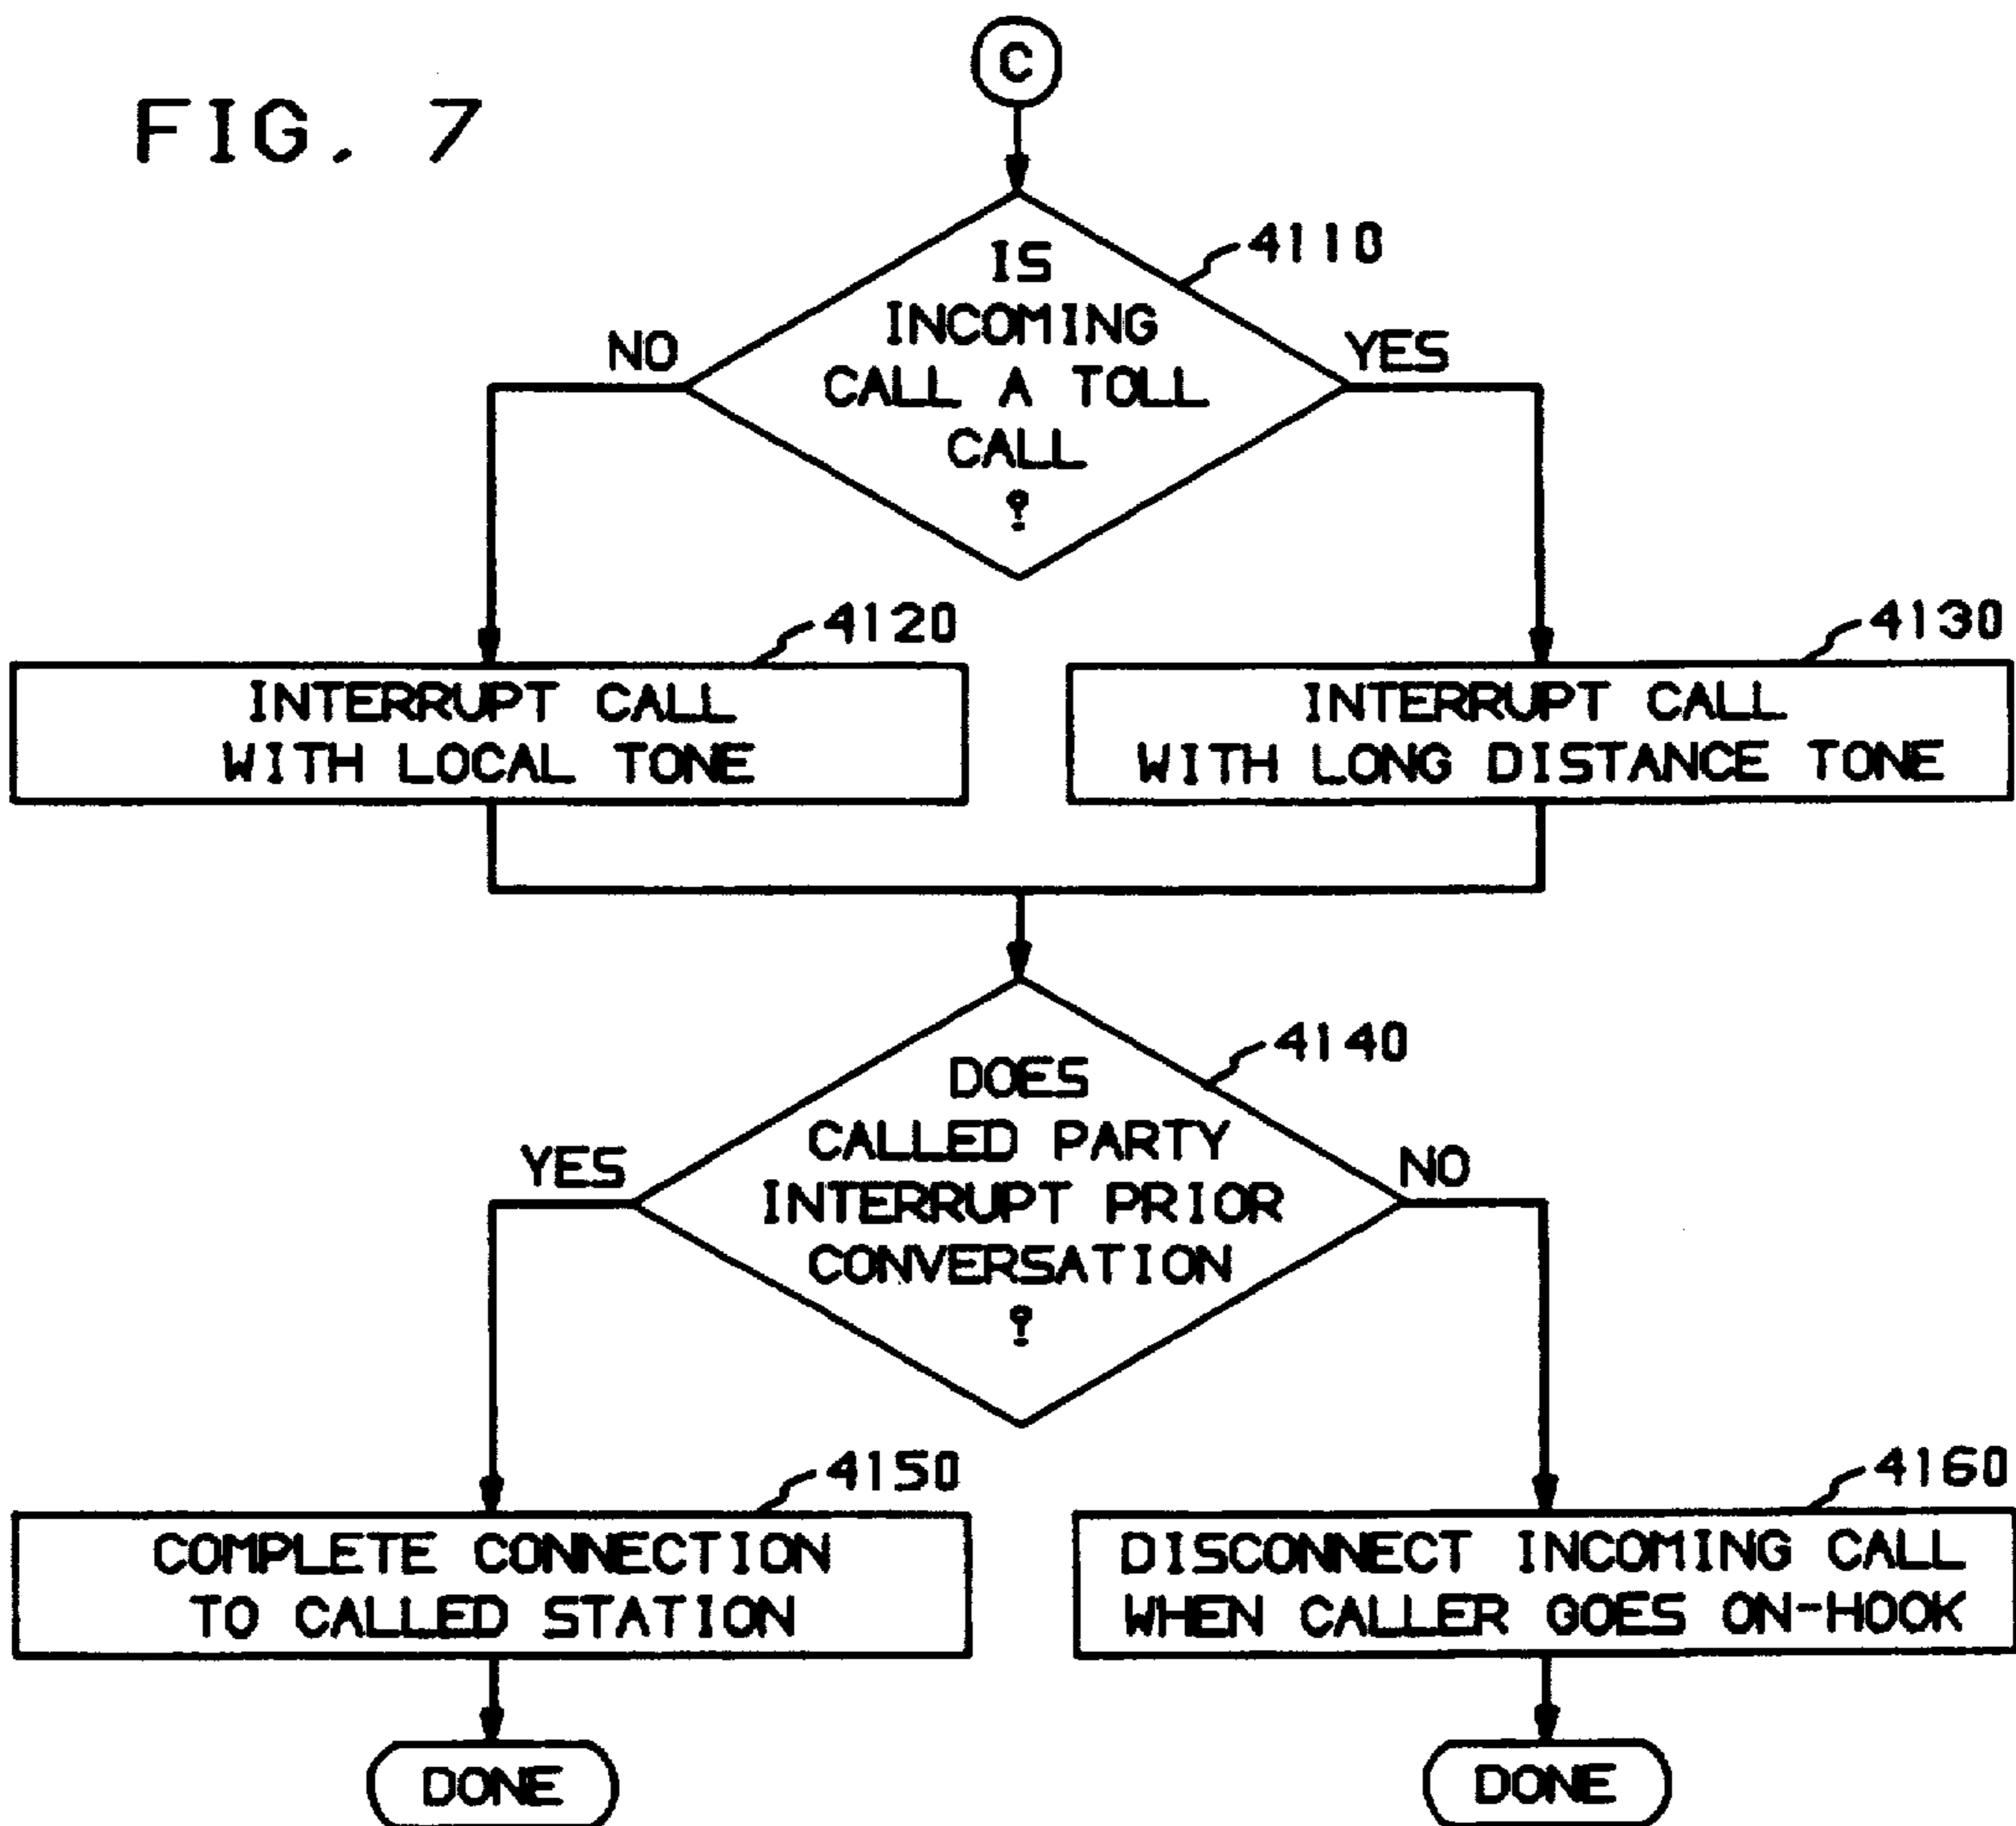 C
FIG. 7
4110
IS
INCOMING
CALL A TOLL
CALL
?
NO
YES
4120
INTERRUPT CALL
WITH LOCAL TONE
4130
INTERRUPT CALL
WITH LONG DISTANCE TONE
4140
DOES
CALLED PARTY
INTERRUPT PRIOR
CONVERSATION
?
YES
NO
4150
COMPLETE CONNECTION
TO CALLED STATION
4160
DISCONNECT INCOMING CALL
WHEN CALLER GOES ON-HOOK
DONE
DONE